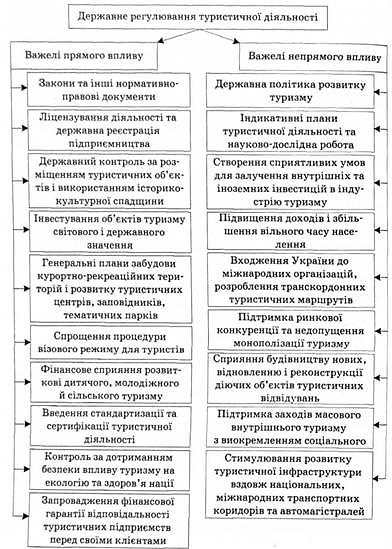 Державне регулювання туристичної діяльності
Важелі прямого впливу
Закони та інші нормативно-
правові документи
Ліцензування діяльності та
державна реєстрація
підприємництва
Державний контроль за роз-
міщенням туристичних об'єк-
тів і використанням історико-
культурної спадщини
Інвестування об'єктів туризму
світового і державного
значення
Генеральні плани забудови
курортно-рекреаційних тери-
торій і розвитку туристичних
центрів, заповідників,
тематичних парків
Спрощення процедури
візового режиму для туристів
Фінансове сприяння розвит-
кові дитячого, молодіжного
й сільського туризму
Введення стандартизації та
сертифікації туристичної
діяльності
Контроль за дотриманням
безпеки впливу туризму на
екологію та здоров'я нації
Запровадження фінансової
гарантії відповідальності
туристичних підприємств
перед своїми клієнтами
Важелі непрямого впливу
Державна політика розвитку
туризму
Індикативні плани
туристичної діяльності та
науково-дослідна робота
Створення сприятливих умов
для залучення внутрішніх та
іноземних інвестицій в інду-
стрію туризму
Підвищення доходів і збіль-
шення вільного часу насе-
лення
Входження України до
міжнародних організацій,
розроблення транскордонних
туристичних маршрутів
Підтримка ринкової
конкуренції та недопущення
монополізації туризму
Сприяння будівництву нових,
відновленню і реконструкції
діючих об'єктів туристичних
відвідувань
Підтримка заходів масового
внутрішнього туризму
з виокремленням соціального
Стимулювання розвитку
туристичної інфраструктури
вздовж національних,
міжнародних транспортних
коридорів та автомагістралей